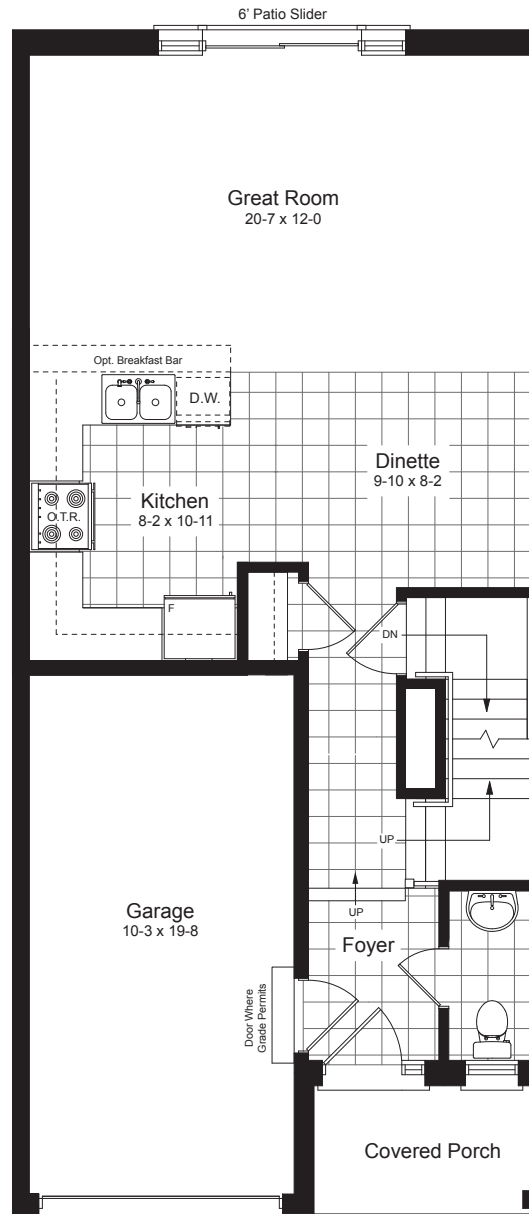 6' Patio Slider
Great Room
20-7 x 12-0
Opt. Breakfast Bar
D.W.
Dinette
9-10 x 8-2
Kitchen
8-2 x 10-11
O.T.R.
F
DN
UP
Garage
10-3 x 19-8
UP
Foyer
Door Where
Grade Permits
Covered Porch